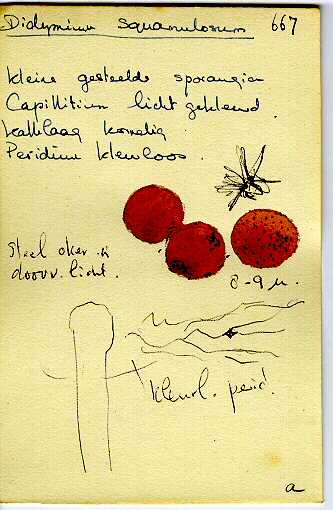 Didymium squamulosum 667
Kleine gesteelde sporangien
Capillitium licht gekleurd
Kalklaag korrelig
Peridium kleurloos.
Steel oker in
doorv. licht.
8-9 µ.
kleurl. perid.
a